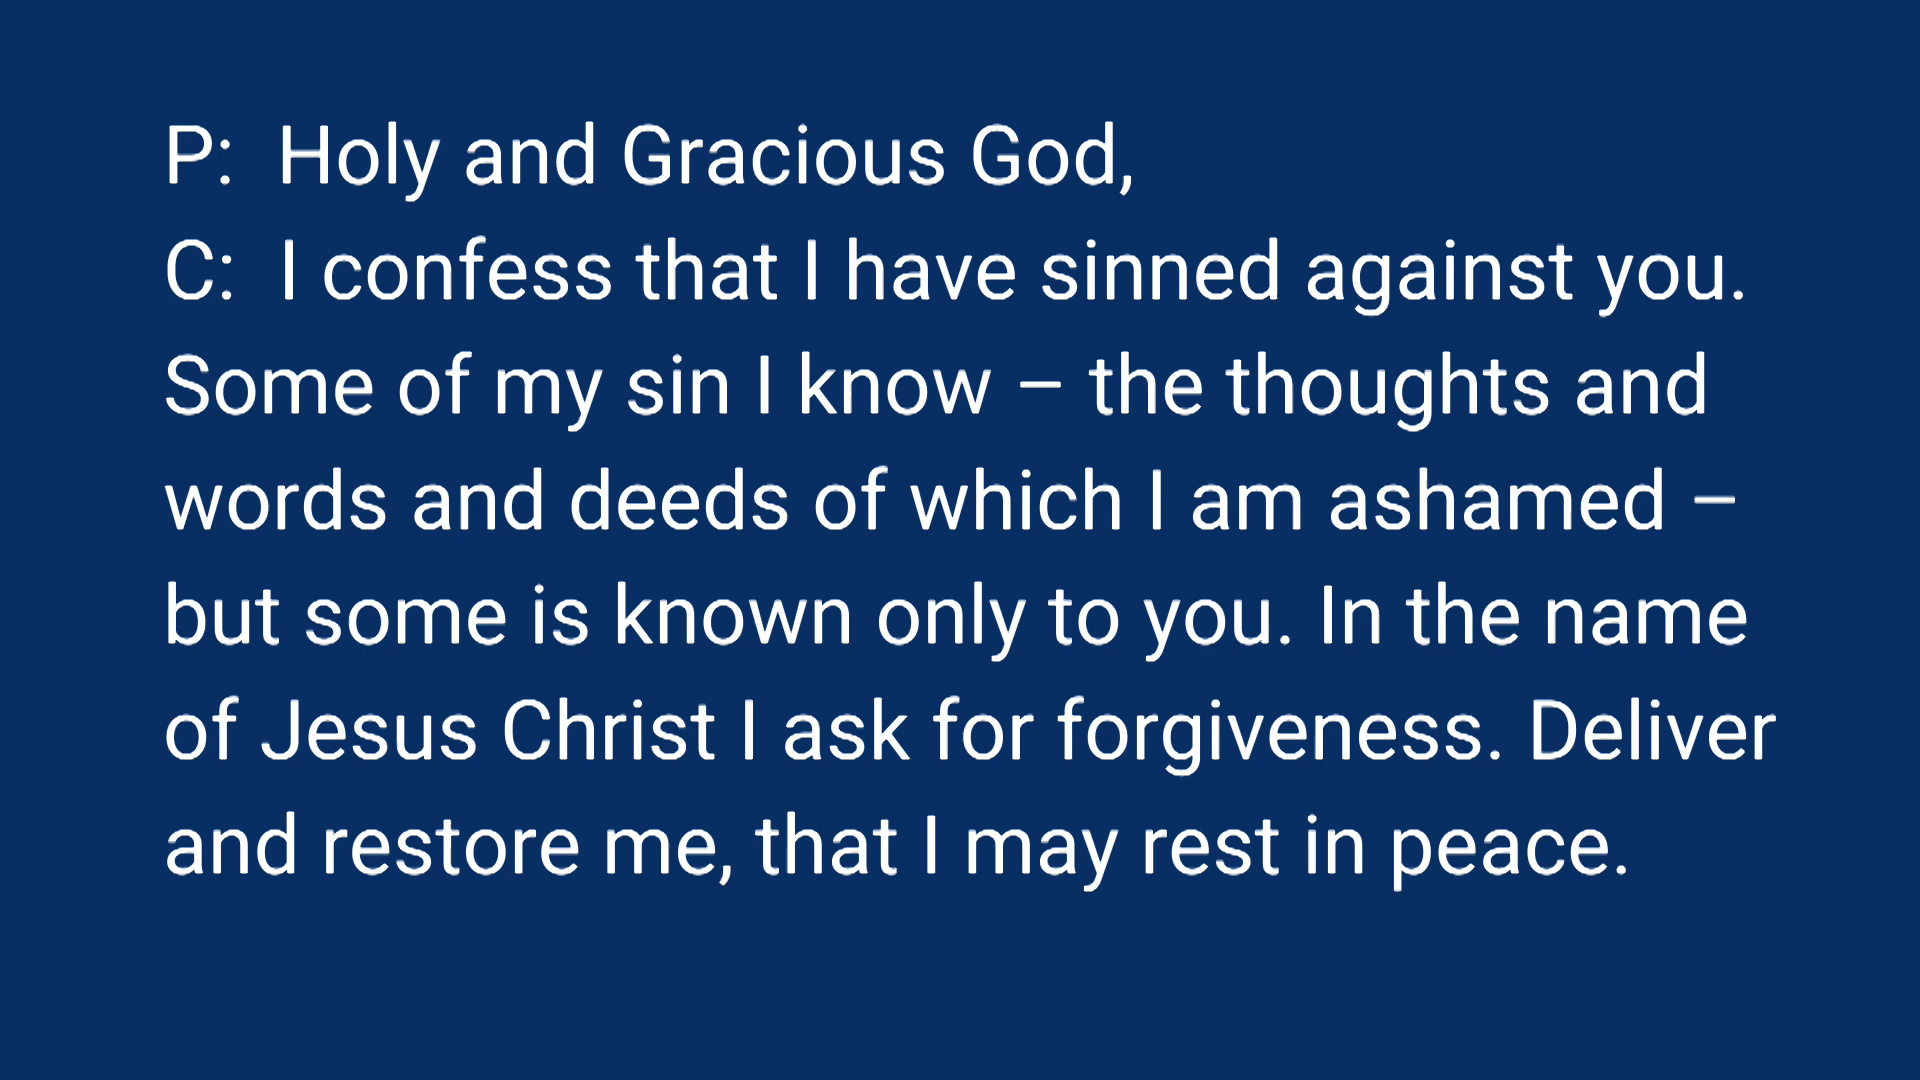 P:  Holy and Gracious God,
C:  I confess that I have sinned against you.
Some of my sin I know – the thoughts and
words and deeds of which I am ashamed –
but some is known only to you. In the name
of Jesus Christ I ask for forgiveness. Deliver
and restore me, that I may rest in peace.